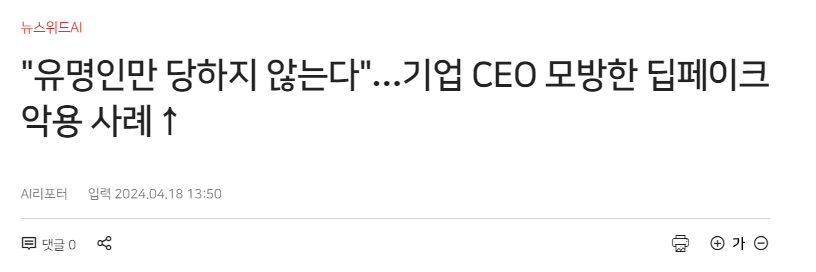 뉴스위드AI
"유명인만 당하지 않는다"…기업 CEO 모방한 딥페이크
악용 사례↑
AI리포터 입력 2024.04.18 13:50
댓글 0 가